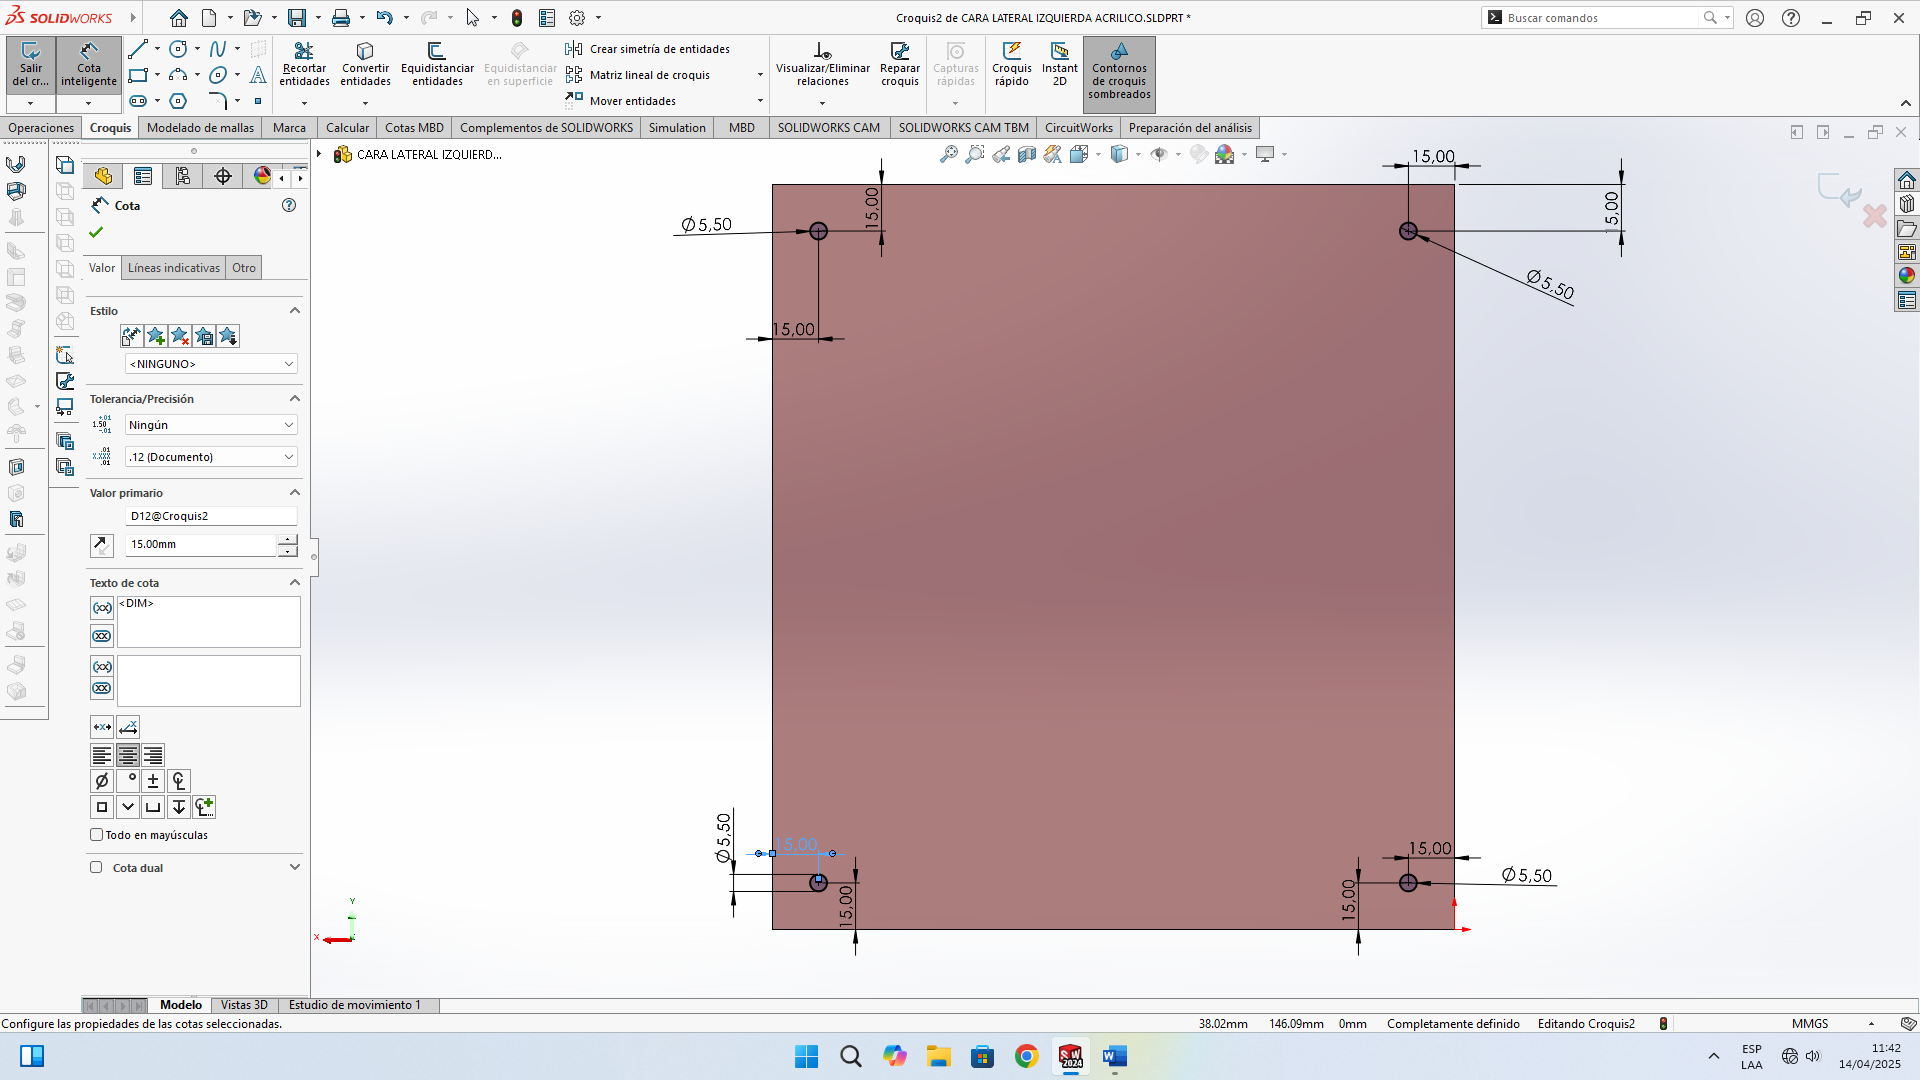 SOLIDWORKS
Croquis2 de CARA LATERAL IZQUIERDA ACRILICO.SLDPRT *
Buscar comandos
Salir del cr...
Cota inteligente
Recortar entidades
Convertir entidades
Equidistanciar entidades
Equidistanciar en superficie
Crear simetría de entidades
Matriz lineal de croquis
Mover entidades
Visualizar/Eliminar relaciones
Reparar croquis
Capturas rápidas
Croquis rápido
Instant 2D
Contornos de croquis sombreados
Operaciones
Croquis
Modelado de mallas
Marca
Calcular
Cotas MBD
Complementos de SOLIDWORKS
Simulation
MBD
SOLIDWORKS CAM
SOLIDWORKS CAM TBM
CircuitWorks
Preparación del análisis
CARA LATERAL IZQUIERD...
Cota
Valor
Líneas indicativas
Otro
Estilo
<NINGUNO>
Tolerancia/Precisión
Ningún
.12 (Documento)
Valor primario
D12@Croquis2
15.00mm
Texto de cota
<DIM>
Todo en mayúsculas
Cota dual
15,00
15,00
15,00
∅5,50
∅5,50
15,00
∅5,50
15,00
15,00
15,00
15,00
∅5,50
Y
X
Modelo
Vistas 3D
Estudio de movimiento 1
Configure las propiedades de las cotas seleccionadas.
38.02mm
146.09mm
0mm
Completamente definido
Editando Croquis2
MMGS
ESP
LAA
11:42
14/04/2025